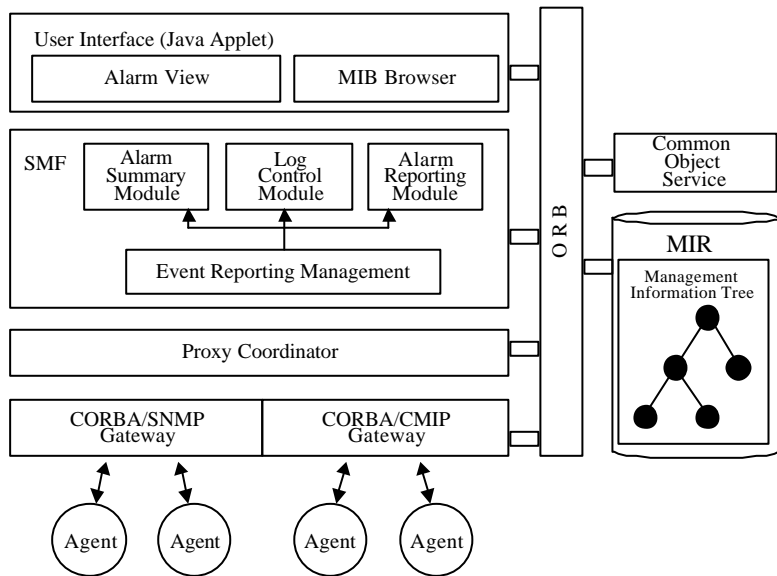 User Interface (Java Applet)
Alarm View
MIB Browser
SMF
Alarm
Summary
Module
Log
Control
Module
Alarm
Reporting
Module
Event Reporting Management
Proxy Coordinator
CORBA/SNMP
Gateway
CORBA/CMIP
Gateway
Agent
Agent
Agent
Agent
O R B
Common
Object
Service
MIR
Management
Information Tree